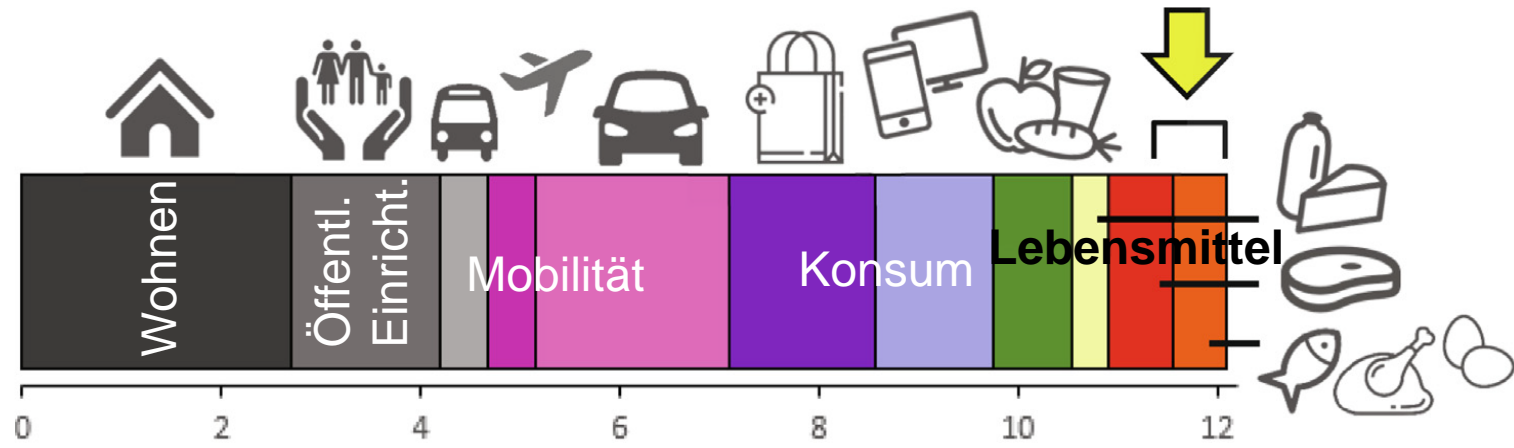 Wohnen
Öffentl.
Einricht.
Mobilität
Konsum
Lebensmittel
0 2 4 6 8 10 12